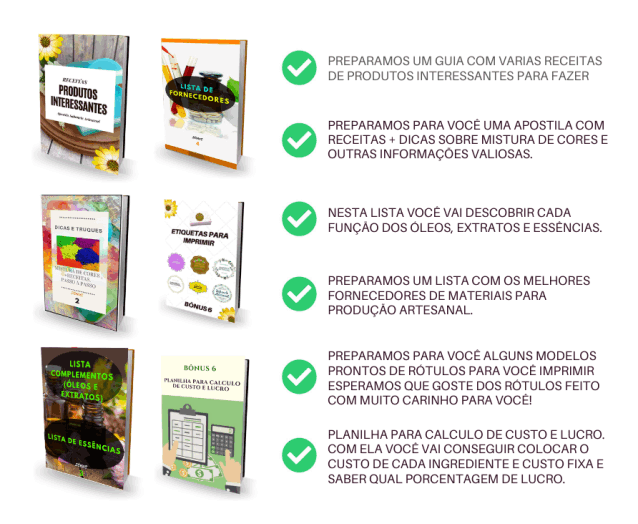 RECEITAS
PRODUTOS
INTERESSANTES
LISTA DE
FORNECEDORES
4
DICAS E TRUQUES
MISTURA DE CORES
+ RECEITAS
PASSO A PASSO
2
ETIQUETAS PARA
IMPRIMIR
BÔNUS 6
LISTA
COMPLEMENTOS
(ÓLEOS E
EXTRATOS)
LISTA DE ESSÊNCIAS
BÔNUS 6
PLANILHA PARA CALCULO
DE CUSTO E LUCRO
PREPARAMOS UM GUIA COM VARIAS RECEITAS
DE PRODUTOS INTERESSANTES PARA FAZER
PREPARAMOS PARA VOCÊ UMA APOSTILA COM
RECEITAS + DICAS SOBRE MISTURA DE CORES E
OUTRAS INFORMAÇÕES VALIOSAS.
NESTA LISTA VOCÊ VAI DESCOBRIR CADA
FUNÇÃO DOS ÓLEOS, EXTRATOS E ESSÊNCIAS.
PREPARAMOS UM LISTA COM OS MELHORES
FORNECEDORES DE MATERIAIS PARA
PRODUÇÃO ARTESANAL.
PREPARAMOS PARA VOCÊ ALGUNS MODELOS
PRONTOS DE RÓTULOS PARA VOCÊ IMPRIMIR
ESPERAMOS QUE GOSTE DOS RÓTULOS FEITO
COM MUITO CARINHO PARA VOCÊ!
PLANILHA PARA CALCULO DE CUSTO E LUCRO.
COM ELA VOCÊ VAI CONSEGUIR COLOCAR O
CUSTO DE CADA INGREDIENTE E CUSTO FIXA E
SABER QUAL PORCENTAGEM DE LUCRO.